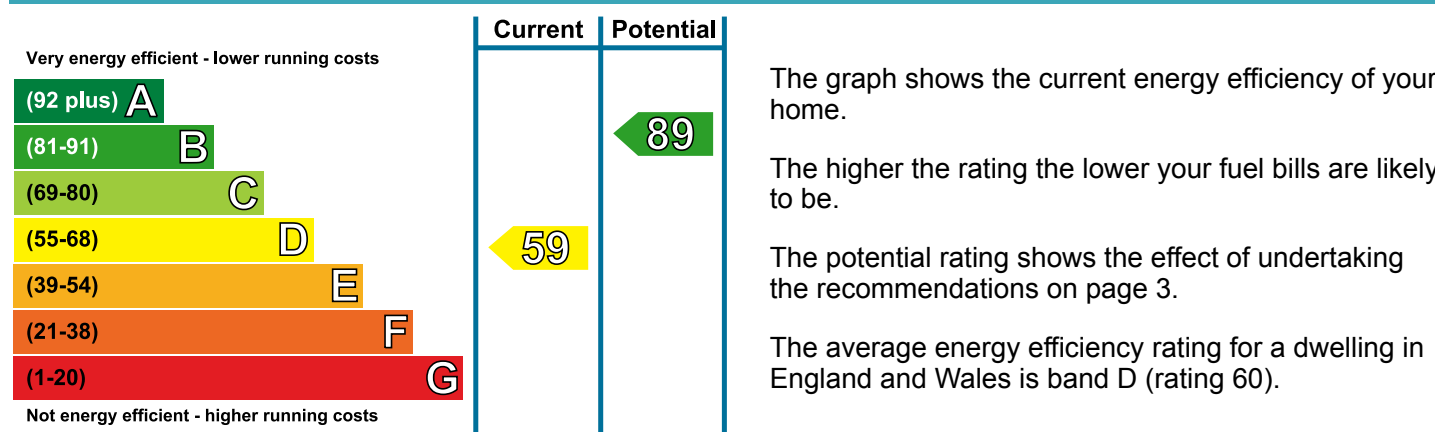 Current Potential
Very energy efficient - lower running costs
(92 plus) A
(81-91) B
89
(69-80) C
(55-68) D
59
(39-54) E
(21-38) F
(1-20) G
Not energy efficient - higher running costs
The graph shows the current energy efficiency of your
home.
The higher the rating the lower your fuel bills are likely
to be.
The potential rating shows the effect of undertaking
the recommendations on page 3.
The average energy efficiency rating for a dwelling in
England and Wales is band D (rating 60).